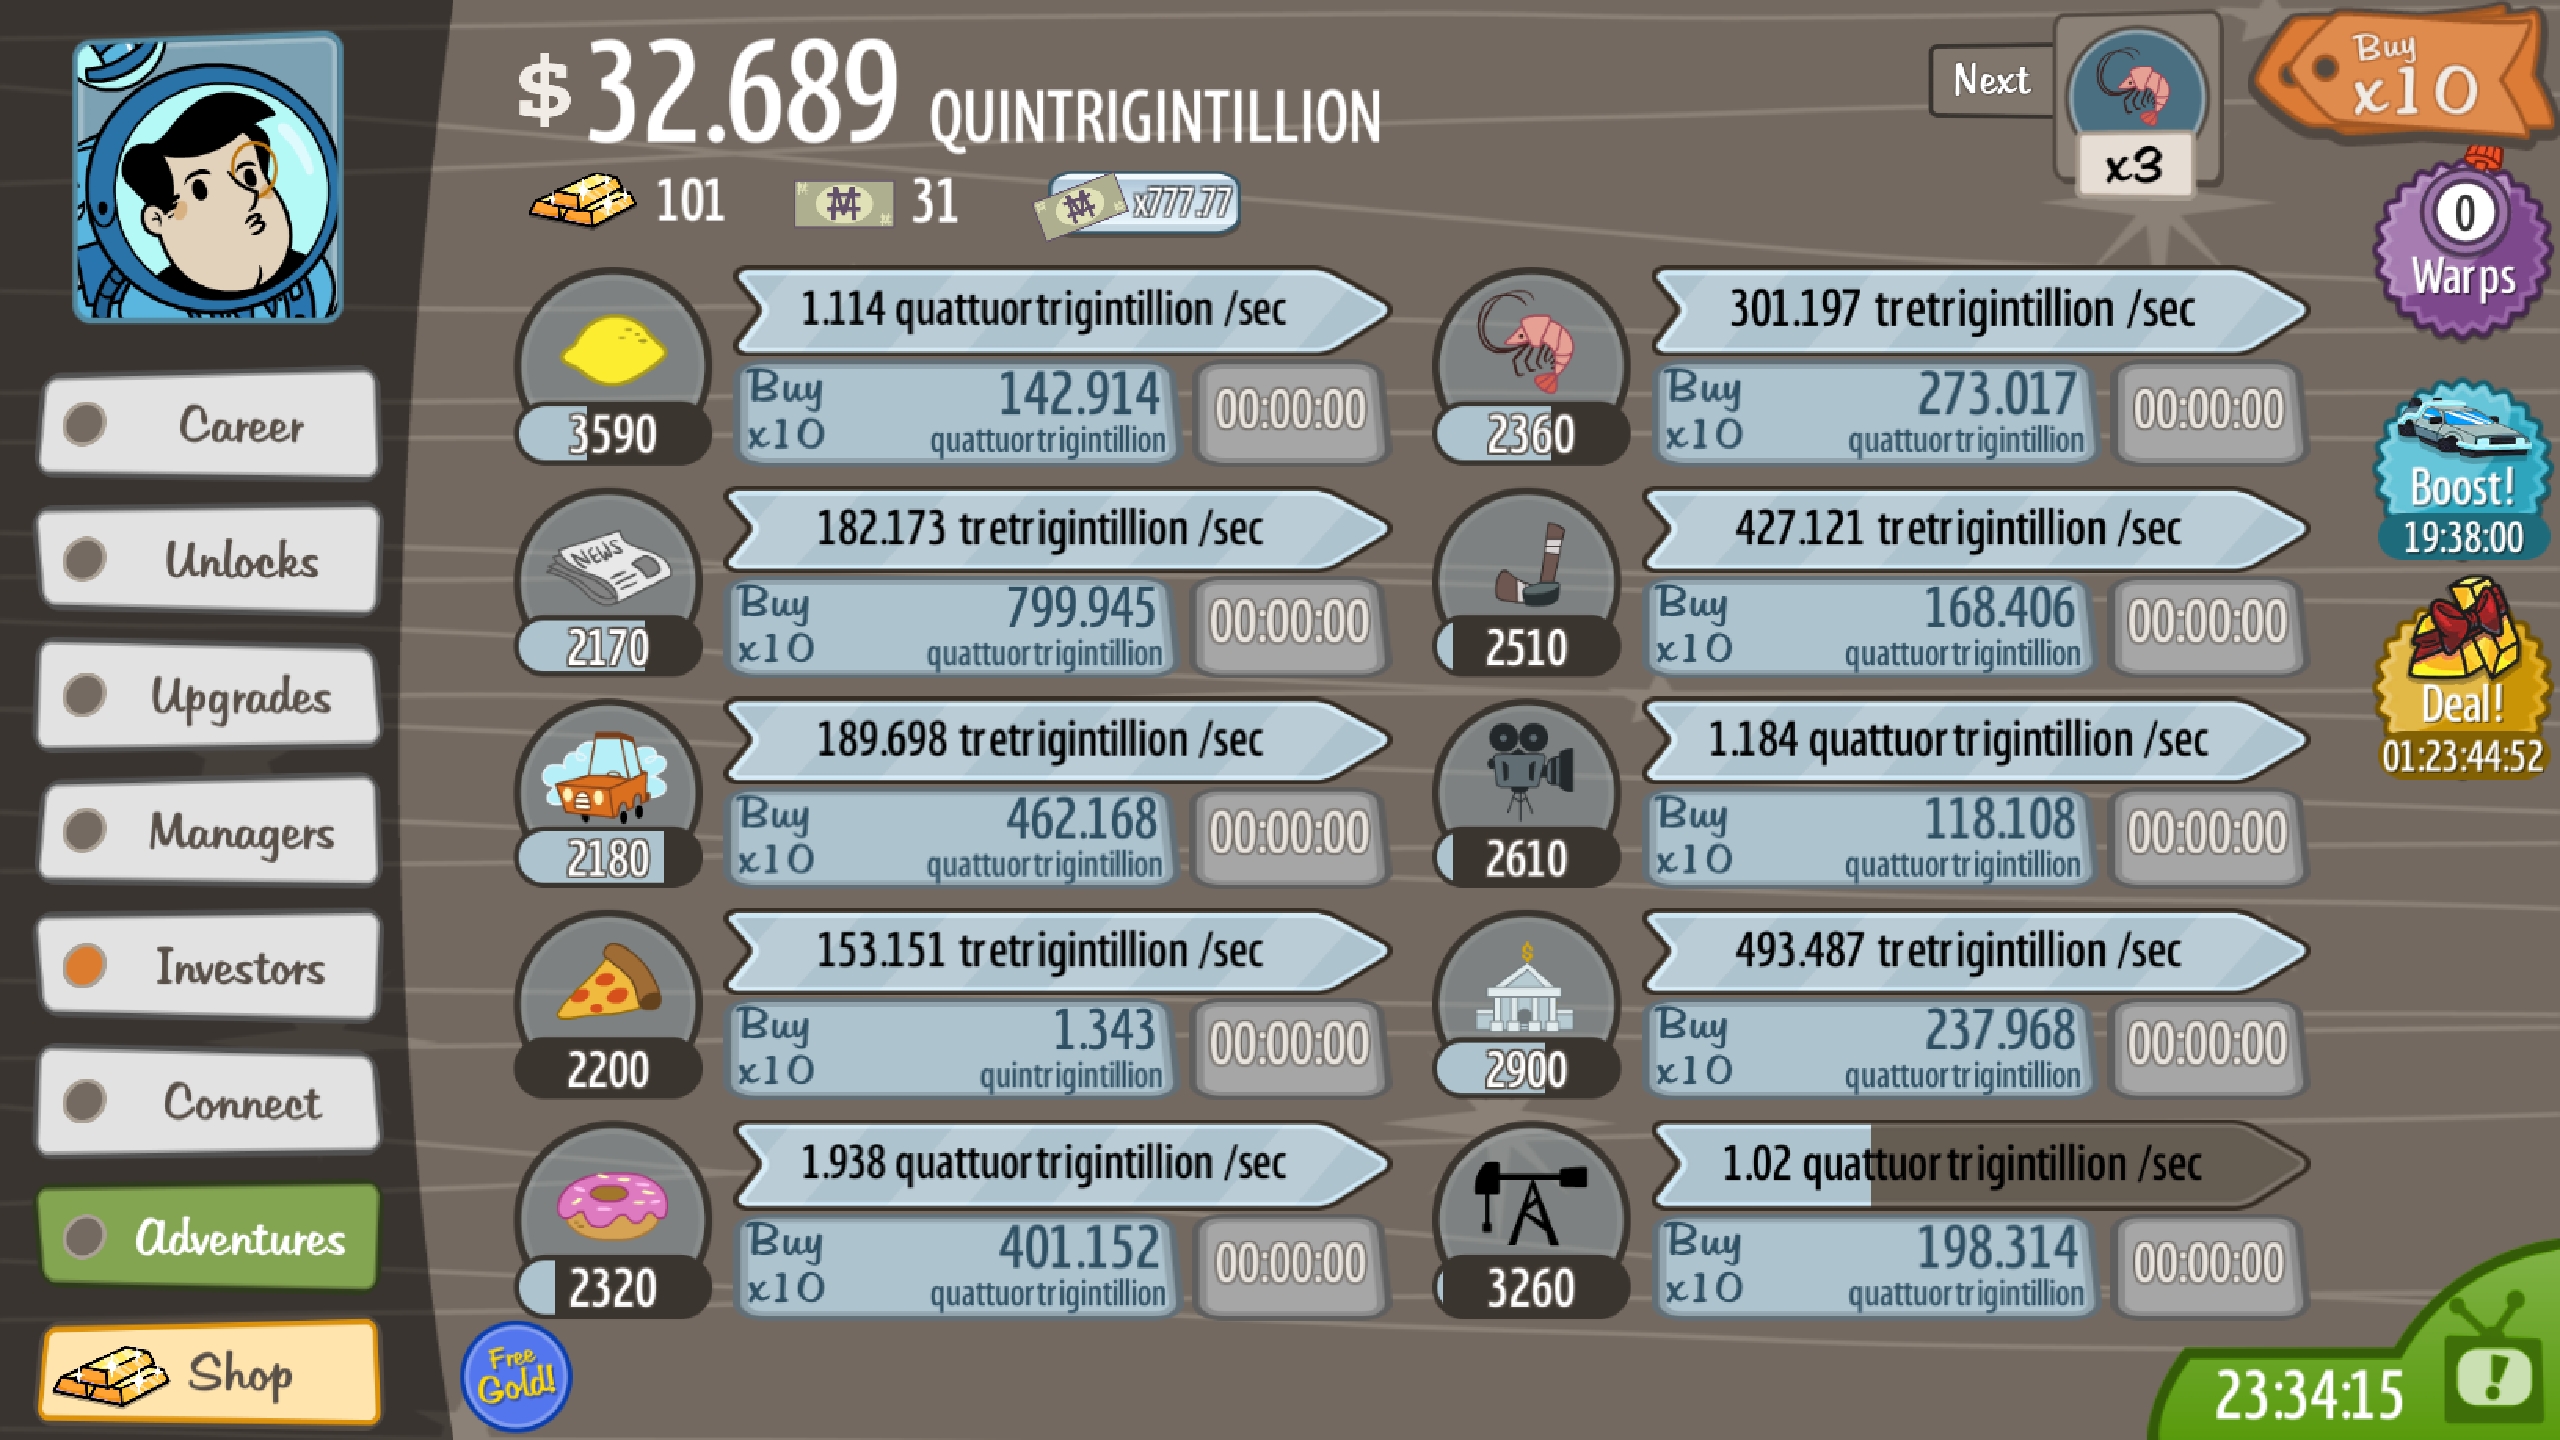 $32.689 QUINTRIGINTILLION
101
31
x777.77
Next
x3
Buy
x10
0
Warps
Boost!
19:38:00
Deal!
01:23:44:52
Career
Unlocks
Upgrades
Managers
Investors
Connect
Adventures
Shop
1.114 quattuortrigintillion /sec
3590
Buy
x10
142.914
quattuortrigintillion
00:00:00
301.197 tretrigintillion /sec
2360
Buy
x10
273.017
quattuortrigintillion
00:00:00
NEWS
182.173 tretrigintillion /sec
2170
Buy
x10
799.945
quattuortrigintillion
00:00:00
427.121 tretrigintillion /sec
2510
Buy
x10
168.406
quattuortrigintillion
00:00:00
189.698 tretrigintillion /sec
2180
Buy
x10
462.168
quattuortrigintillion
00:00:00
1.184 quattuortrigintillion /sec
2610
Buy
x10
118.108
quattuortrigintillion
00:00:00
153.151 tretrigintillion /sec
2200
Buy
x10
1.343
quintrigintillion
00:00:00
$
493.487 tretrigintillion /sec
2900
Buy
x10
237.968
quattuortrigintillion
00:00:00
1.938 quattuortrigintillion /sec
2320
Buy
x10
401.152
quattuortrigintillion
00:00:00
1.02 quattuortrigintillion /sec
3260
Buy
x10
198.314
quattuortrigintillion
00:00:00
Free
Gold!
23:34:15
!